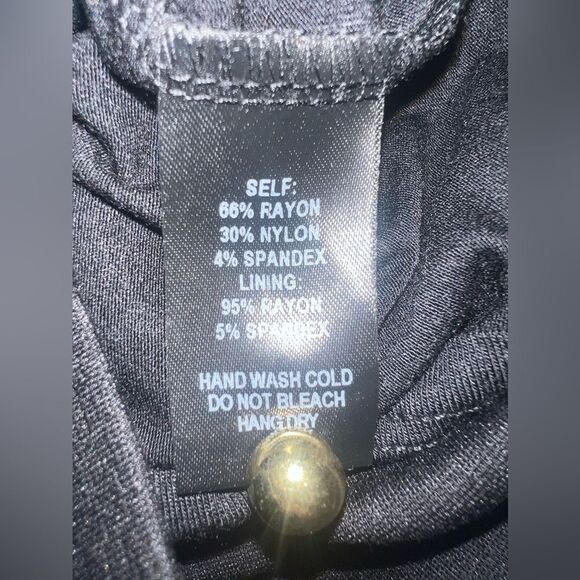 SELF:
66% RAYON
30% NYLON
4% SPANDEX
LINING:
95% RAYON
5% SPANDEX
HAND WASH COLD
DO NOT BLEACH
HANG DRY